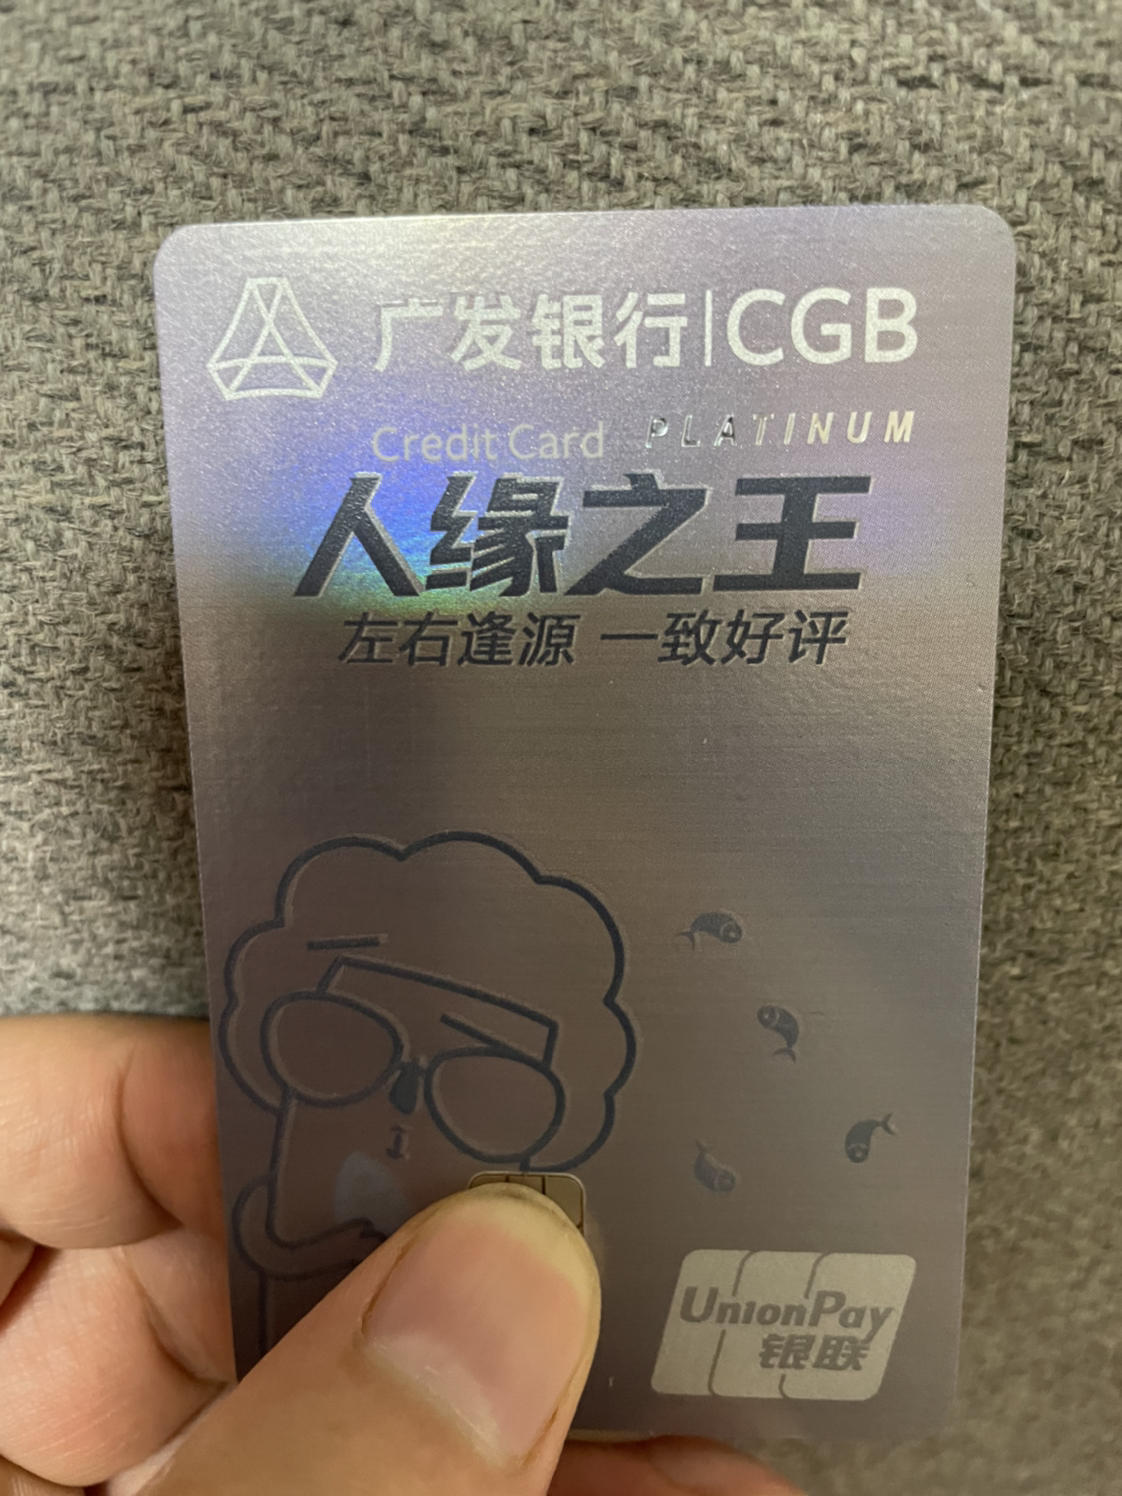 广发银行|CGB
Credit Card PLATINUM
人缘之王
左右逢源 一致好评
UnionPay
银联